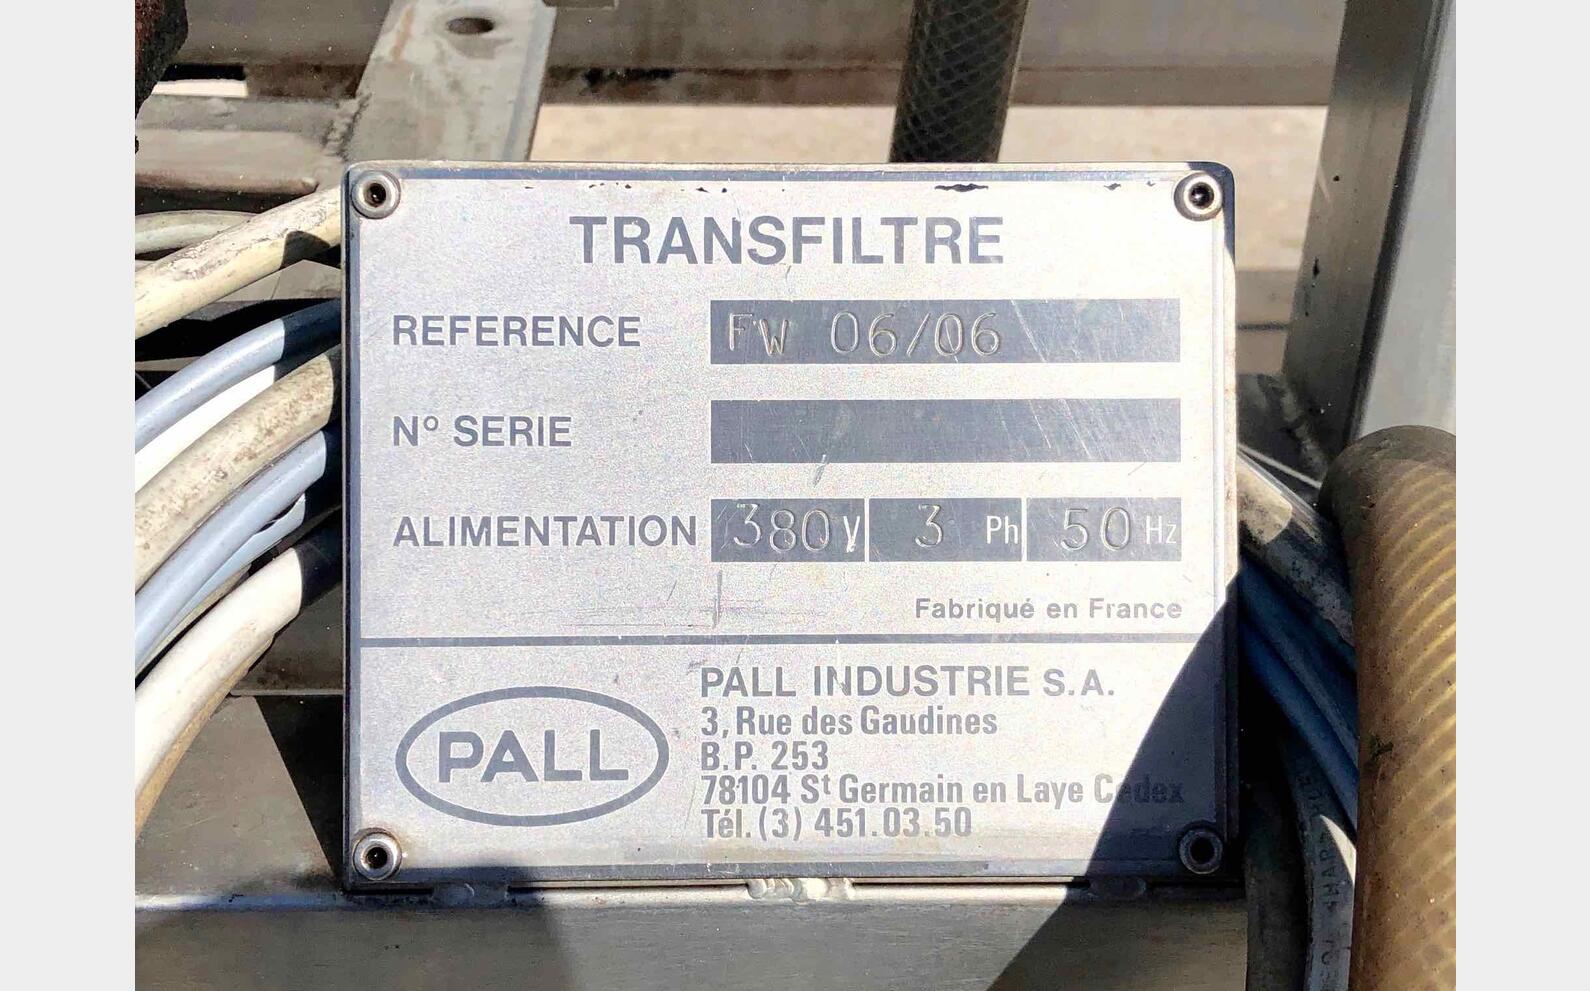 TRANSFILTRE
REFERENCE FW 06/06
N° SERIE
ALIMENTATION 380V 3 Ph 50 Hz
Fabriqué en France
PALL
PALL INDUSTRIE S.A.
3, Rue des Gaudines
B.P. 253
78104 St Germain en Laye Cedex
Tél. (3) 451.03.50